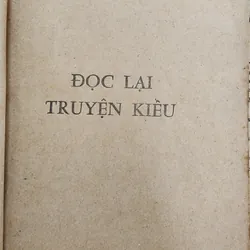 ĐỌC LẠI
TRUYỆN KIỀU